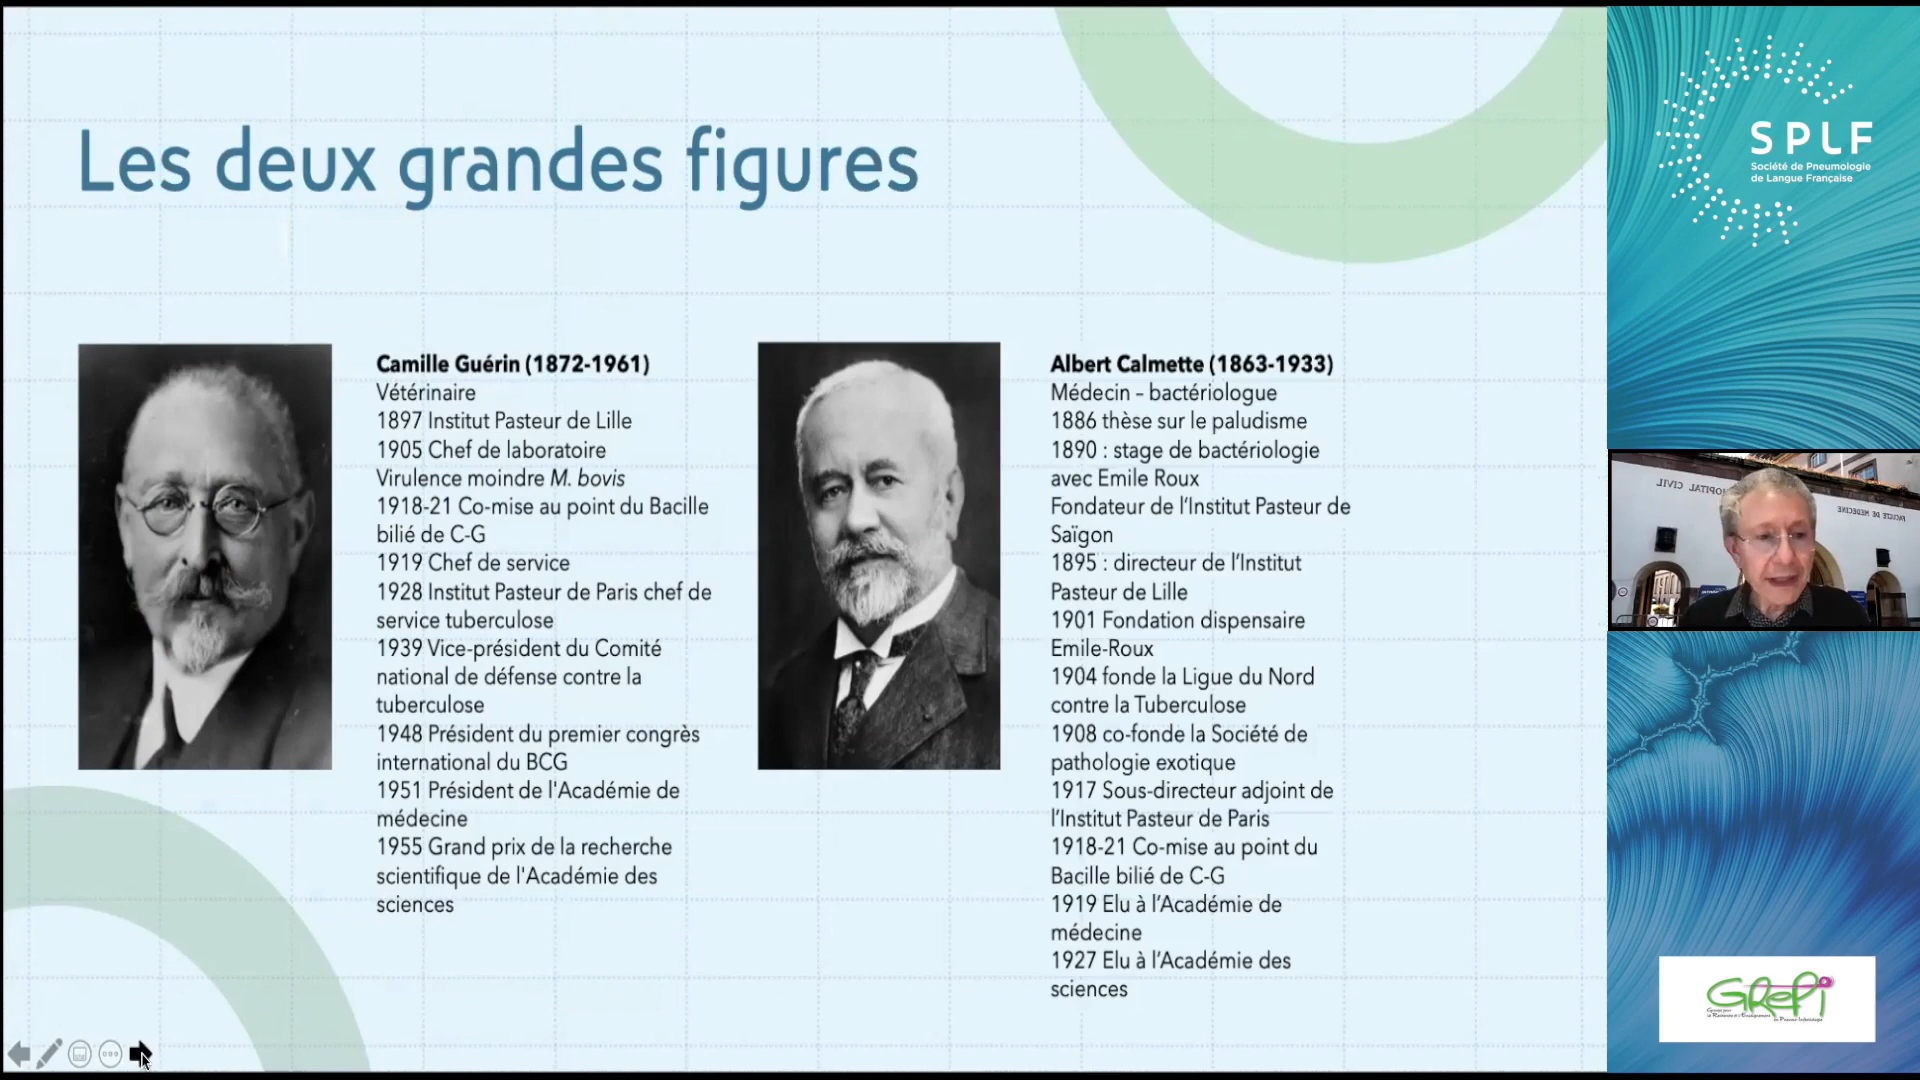 Les deux grandes figures
Camille Guérin (1872-1961)
Vétérinaire
1897 Institut Pasteur de Lille
1905 Chef de laboratoire
Virulence moindre M. bovis
1918-21 Co-mise au point du Bacille
bilié de C-G
1919 Chef de service
1928 Institut Pasteur de Paris chef de
service tuberculose
1939 Vice-président du Comité
national de défense contre la
tuberculose
1948 Président du premier congrès
international du BCG
1951 Président de l'Académie de
médecine
1955 Grand prix de la recherche
scientifique de l'Académie des
sciences
Albert Calmette (1863-1933)
Médecin – bactériologue
1886 thèse sur le paludisme
1890 : stage de bactériologie
avec Emile Roux
Fondateur de l’Institut Pasteur de
Saïgon
1895 : directeur de l’Institut
Pasteur de Lille
1901 Fondation dispensaire
Emile-Roux
1904 fonde la Ligue du Nord
contre la Tuberculose
1908 co-fonde la Société de
pathologie exotique
1917 Sous-directeur adjoint de
l’Institut Pasteur de Paris
1918-21 Co-mise au point du
Bacille bilié de C-G
1919 Elu à l’Académie de
médecine
1927 Elu à l’Académie des
sciences
SPLF
Société de Pneumologie
de Langue Française
HOPITAL CIVIL
FACULTE DE MEDECINE
GREPI